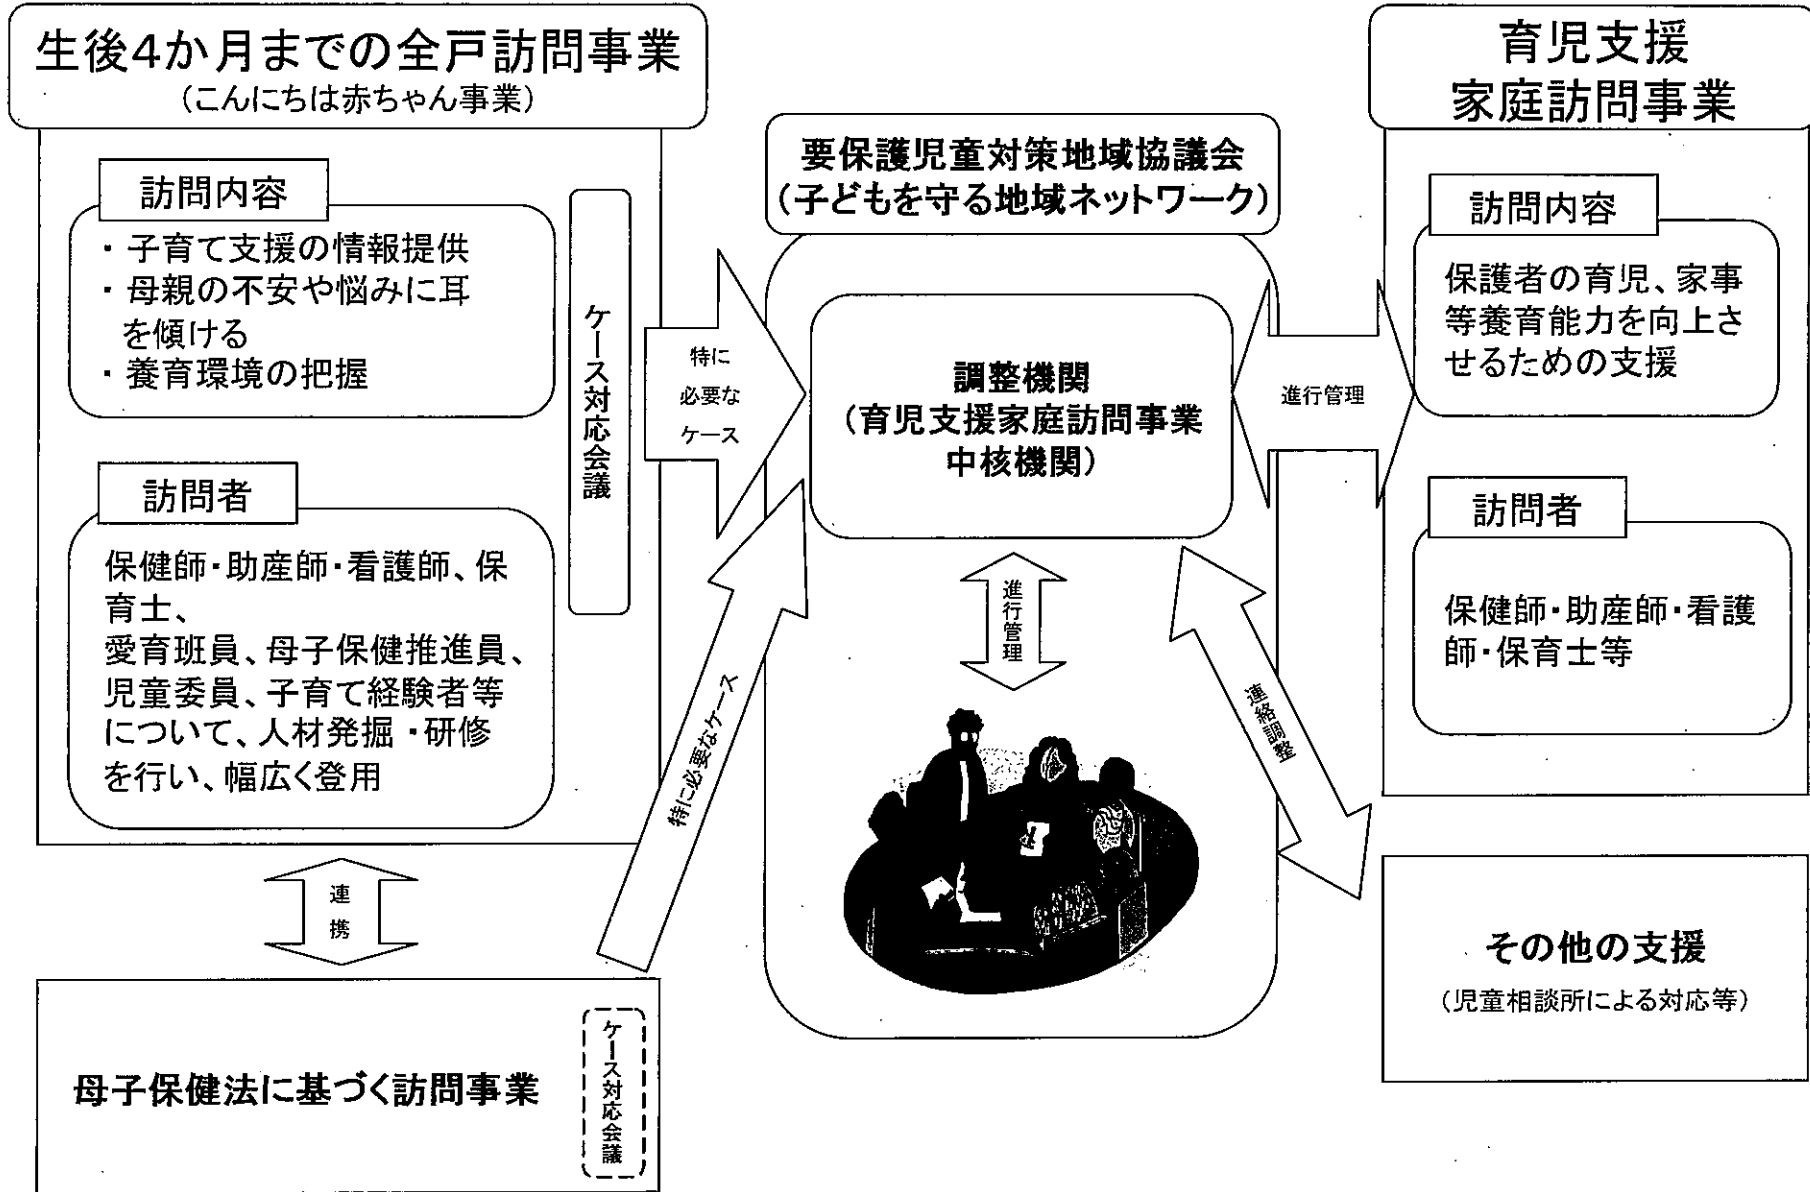 生後4か月までの全戸訪問事業
(こんにちは赤ちゃん事業)
訪問内容
・子育て支援の情報提供
・母親の不安や悩みに耳
を傾ける
・養育環境の把握
訪問者
保健師・助産師・看護師、保
育士、
愛育班員、母子保健推進員、
児童委員、子育て経験者等
について、人材発掘・研修
を行い、幅広く登用
ケース対応会議
特に
必要な
ケース
連
携
母子保健法に基づく訪問事業
ケース対応会議
特に必要なケース
要保護児童対策地域協議会
(子どもを守る地域ネットワーク)
調整機関
(育児支援家庭訪問事業
中核機関)
進行管理
進行管理
連絡調整
育児支援
家庭訪問事業
訪問内容
保護者の育児、家事
等養育能力を向上さ
せるための支援
訪問者
保健師・助産師・看護
師・保育士等
その他の支援
(児童相談所による対応等)